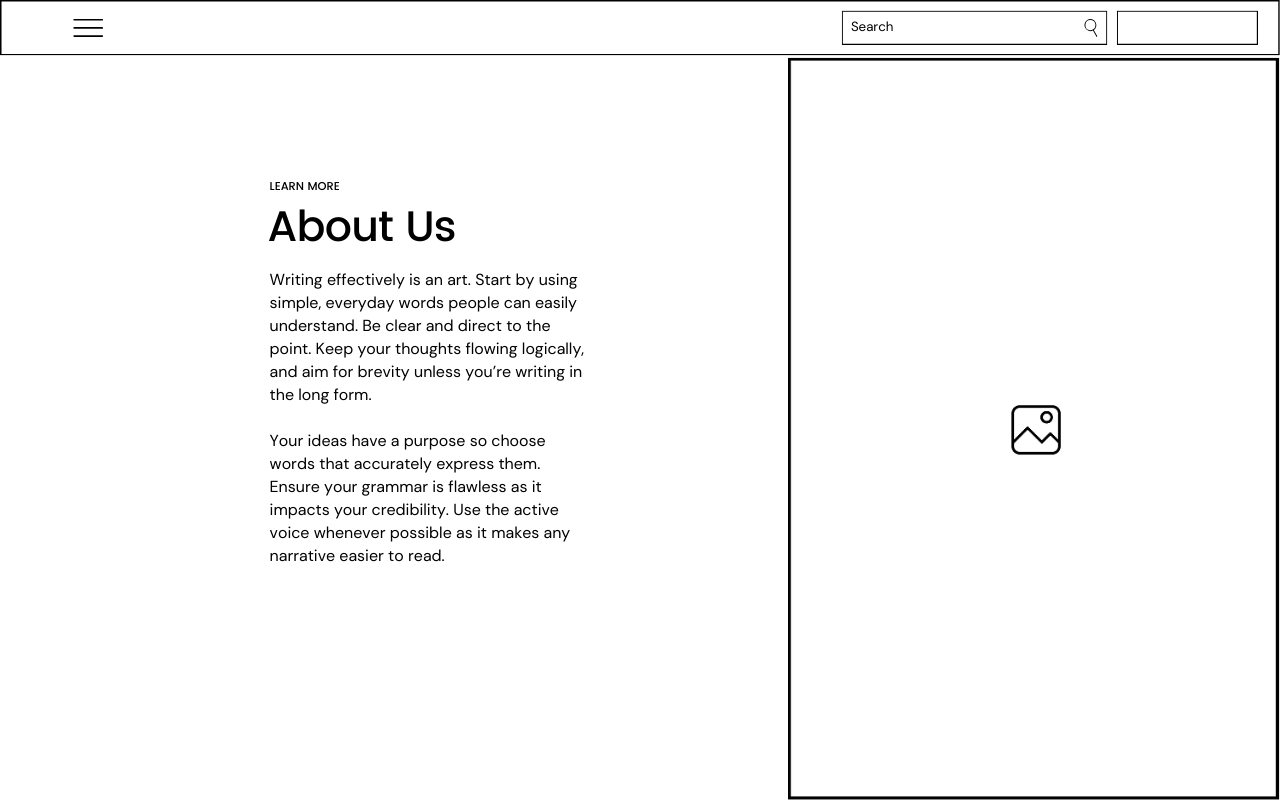 Search
LEARN MORE
About Us
Writing effectively is an art. Start by using
simple, everyday words people can easily
understand. Be clear and direct to the
point. Keep your thoughts flowing logically,
and aim for brevity unless you’re writing in
the long form.
Your ideas have a purpose so choose
words that accurately express them.
Ensure your grammar is flawless as it
impacts your credibility. Use the active
voice whenever possible as it makes any
narrative easier to read.